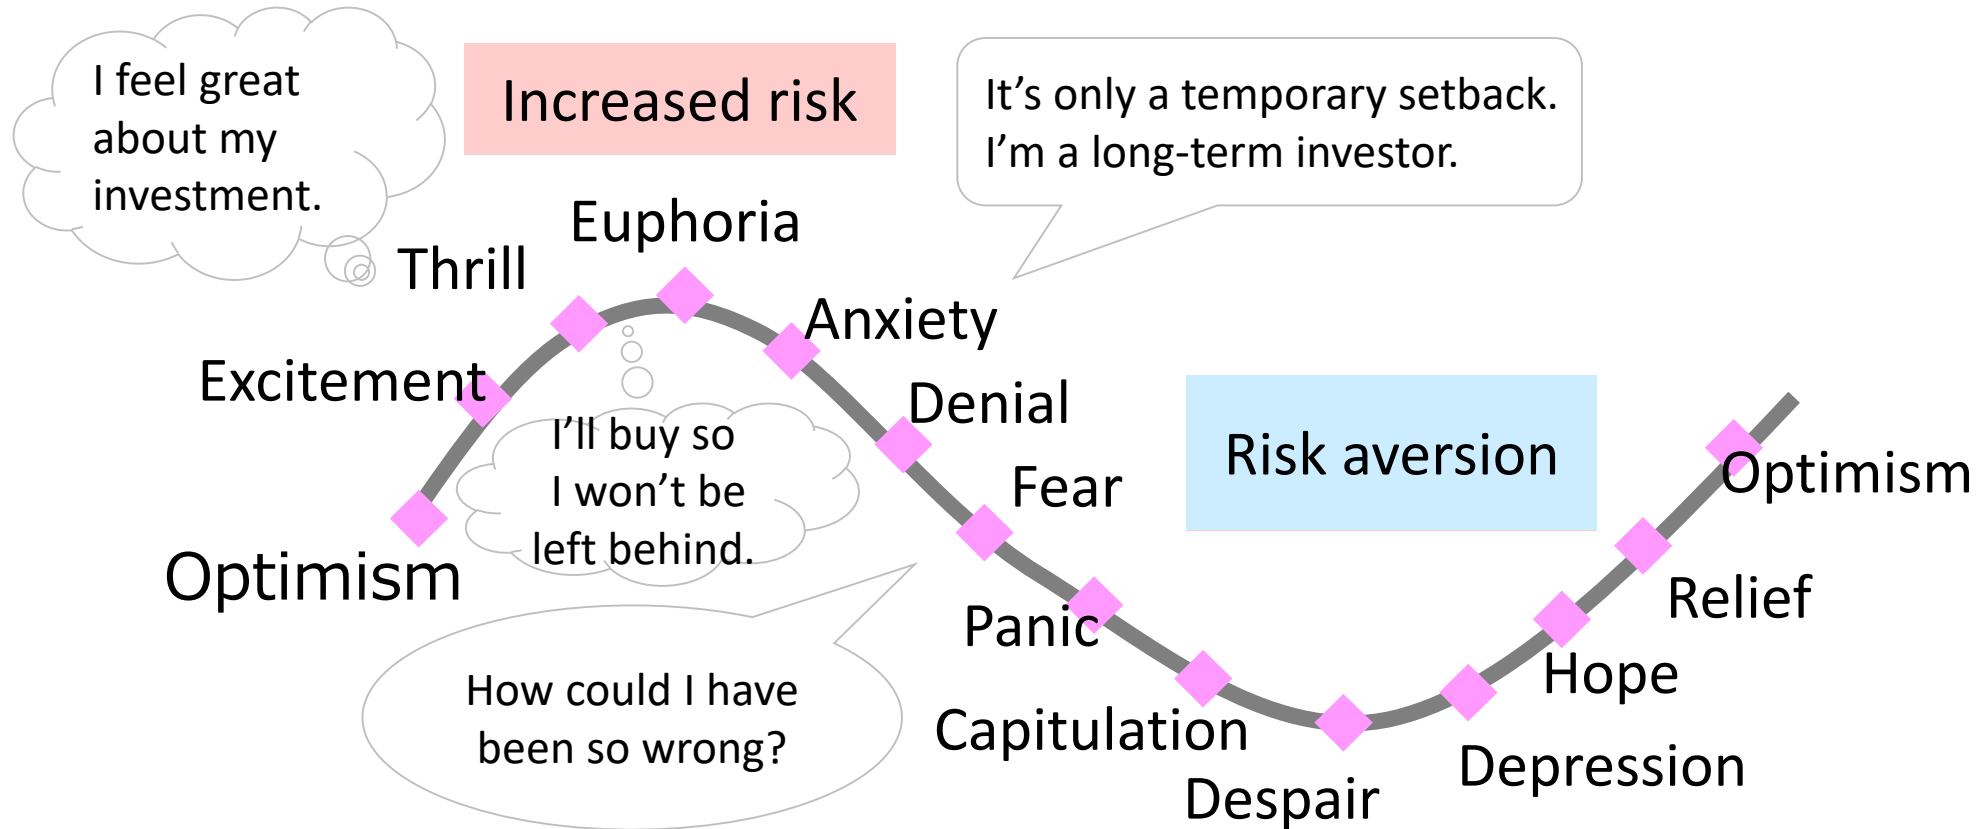 I feel great
about my
investment.
Increased risk
It’s only a temporary setback.
I’m a long-term investor.
Euphoria
Thrill
Anxiety
Excitement
Denial
I’ll buy so
I won’t be
left behind.
Fear
Risk aversion
Optimism
Optimism
Relief
Panic
Hope
How could I have
been so wrong?
Capitulation
Depression
Despair